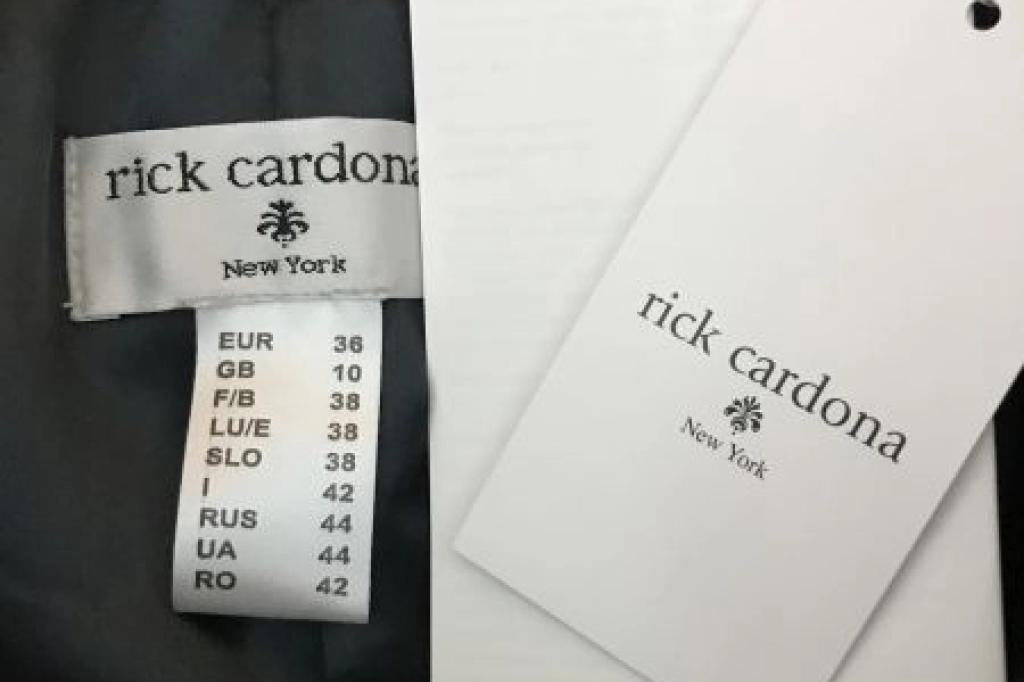 rick cardona
New York
EUR 36
GB 10
F/B 38
LU/E 38
SLO 38
I 42
RUS 44
UA 44
RO 42
rick cardona
New York